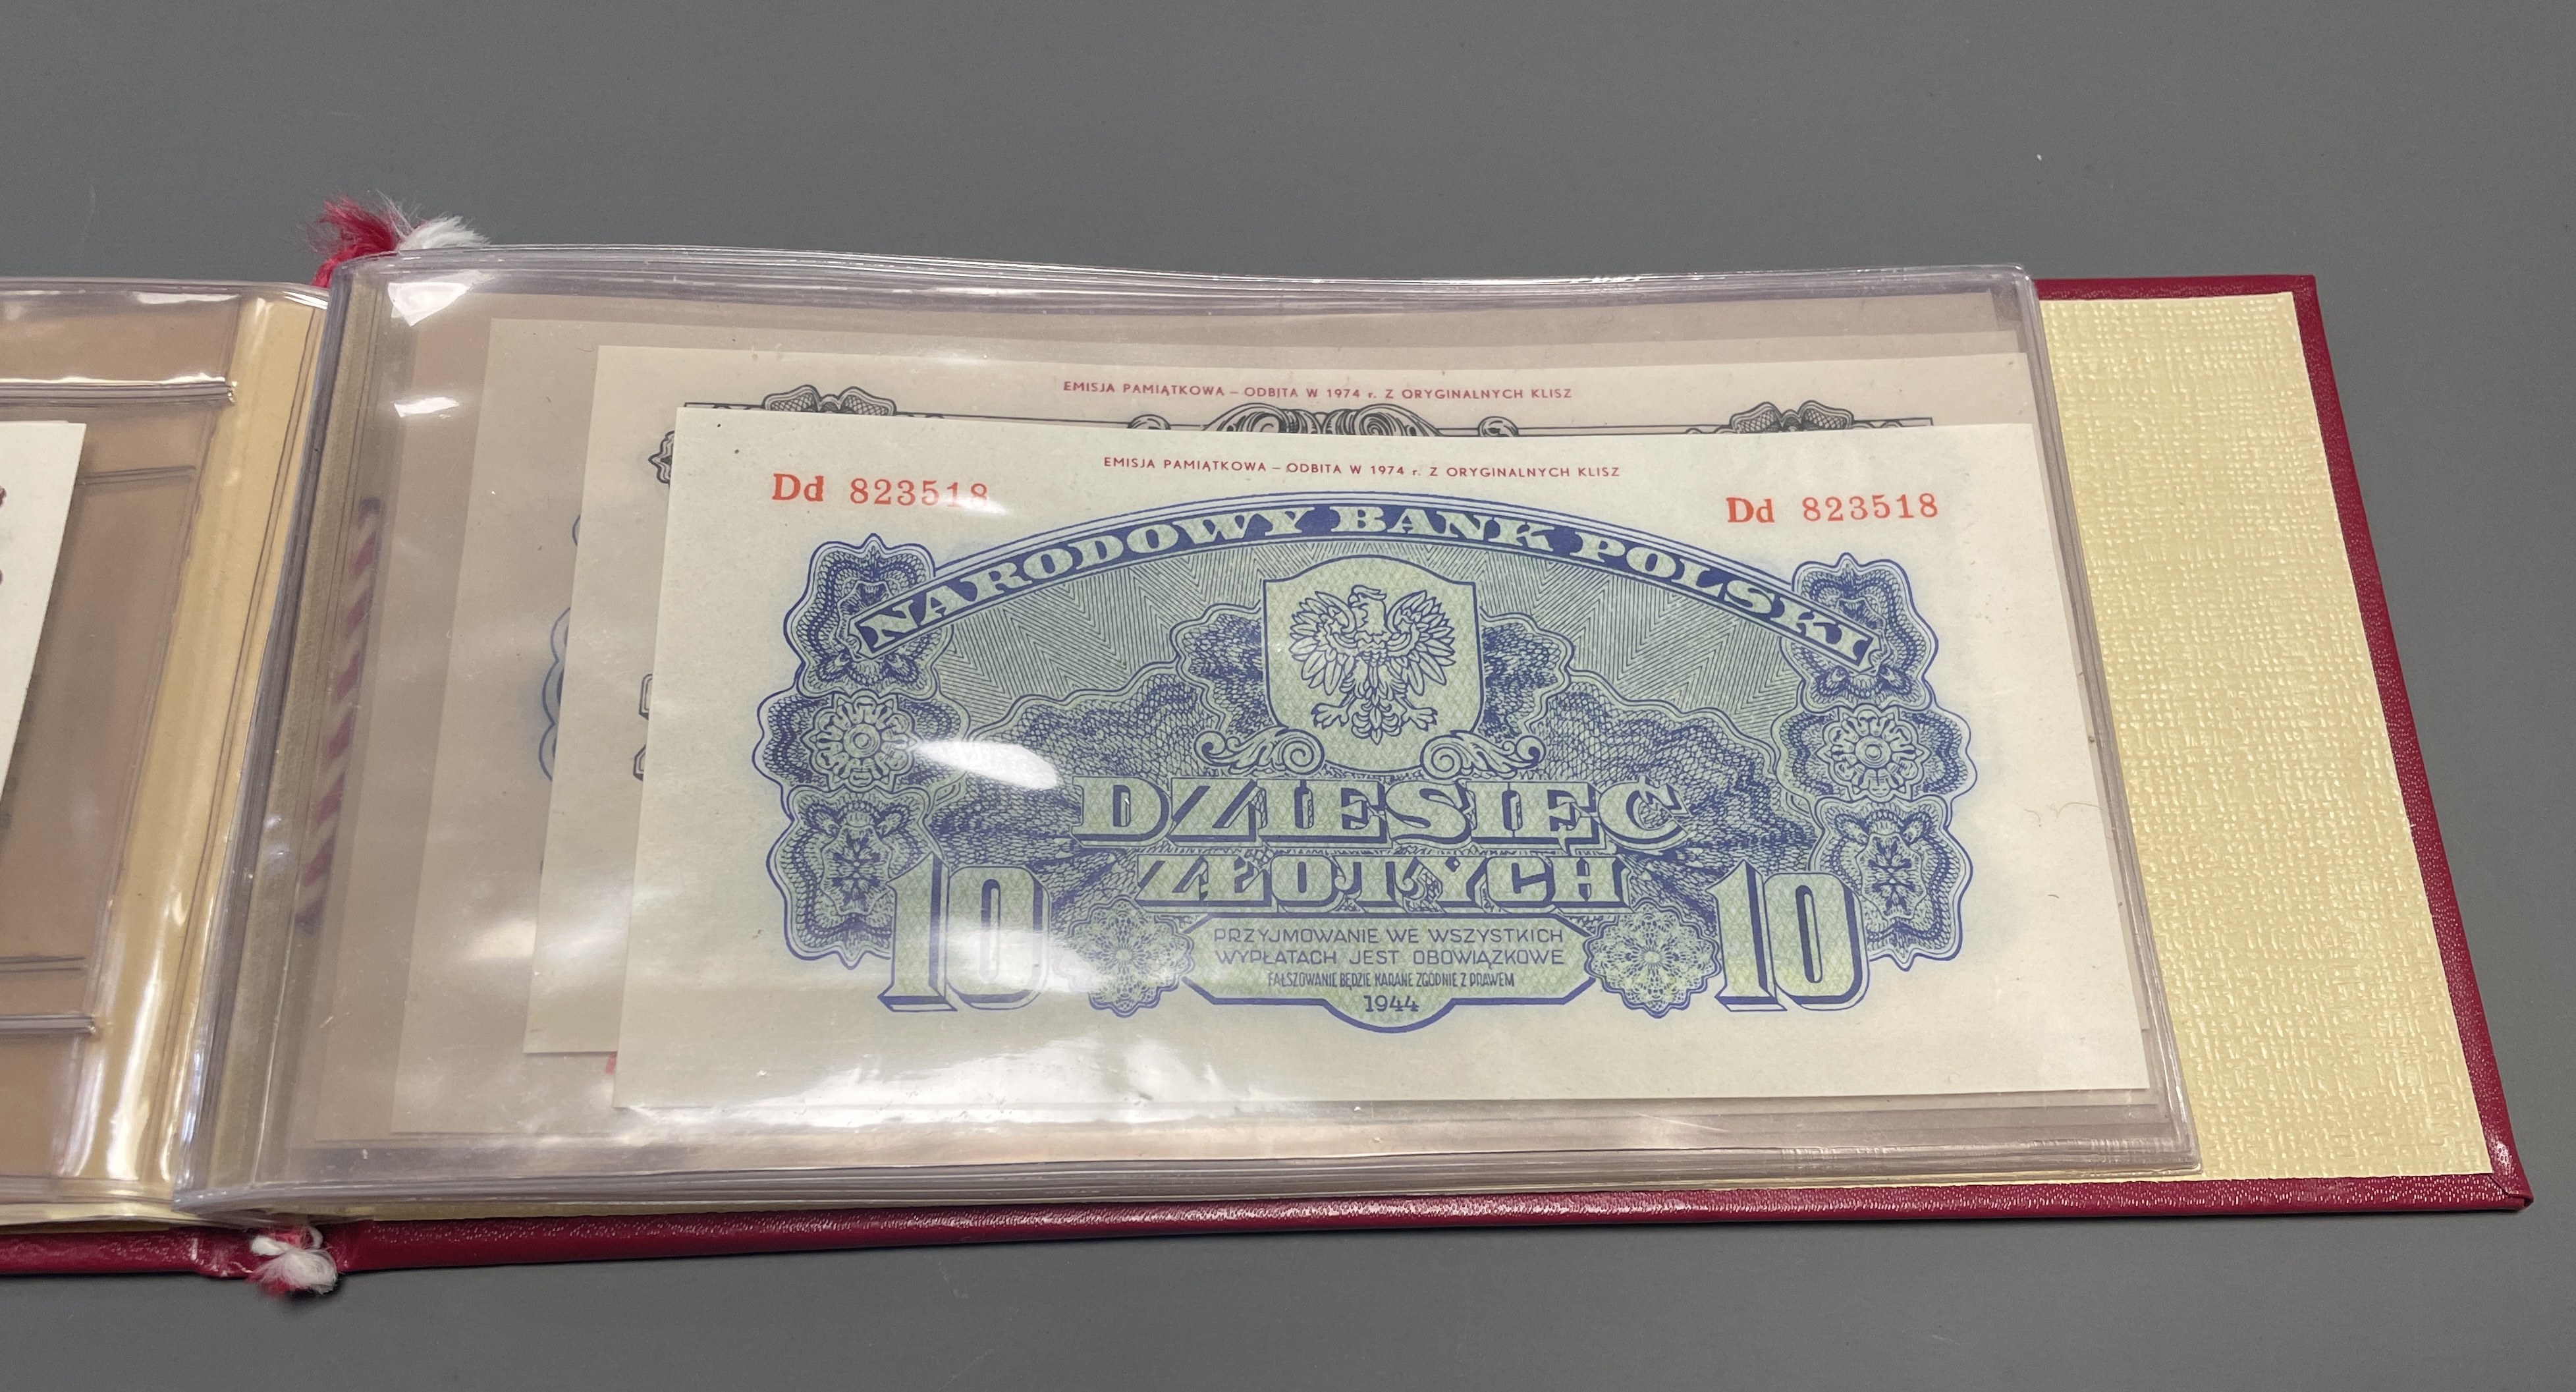 EMISJA PAMIĄTKOWA – ODBITA W 1974 r. Z ORYGINALNYCH KLISZ
EMISJA PAMIĄTKOWA – ODBITA W 1974 r. Z ORYGINALNYCH KLISZ
Dd 823518
Dd 823518
NARODOWY BANK POLSKI
DZIESIĘĆ
ZŁOTYCH
10
10
PRZYJMOWANIE WE WSZYSTKICH
WYPŁATACH JEST OBOWIĄZKOWE
FAŁSZOWANIE BĘDZIE KARANE ZGODNIE Z PRAWEM
1944